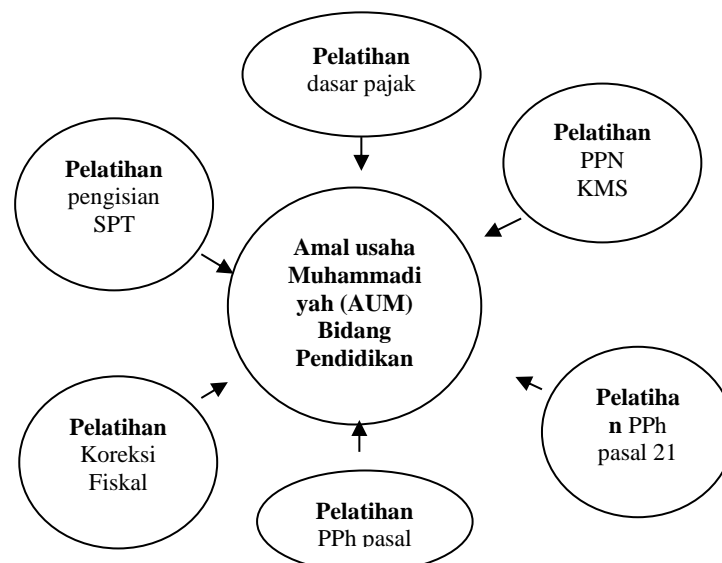 Pelatihan
dasar pajak
Pelatihan
PPN
KMS
Pelatihan
pengisian
SPT
Amal usaha
Muhammadi
yah (AUM)
Bidang
Pendidikan
Pelatiha
n PPh
pasal 21
Pelatihan
Koreksi
Fiskal
Pelatihan
PPh pasal